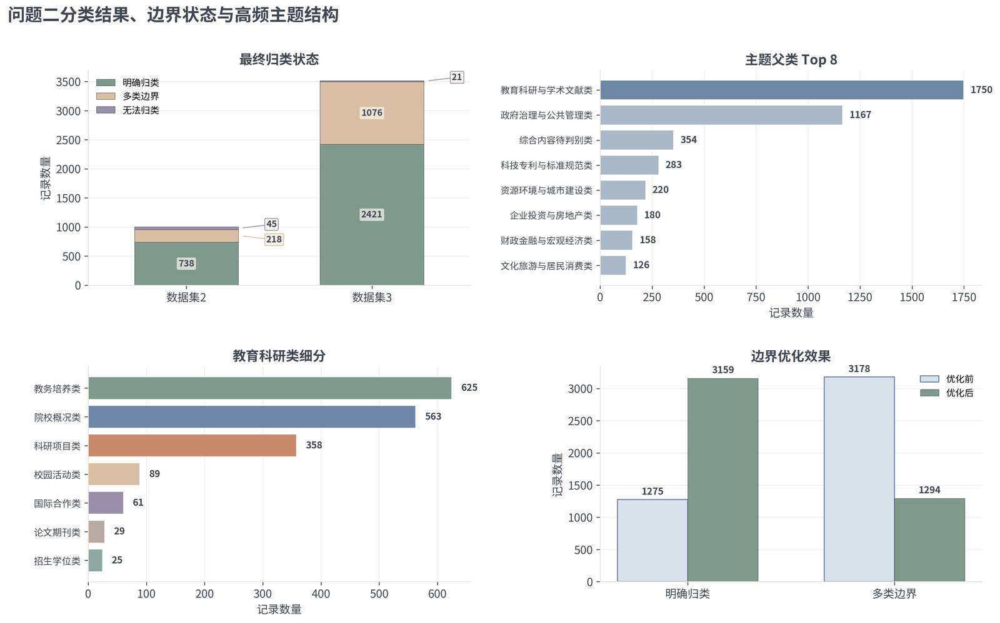 问题二分类结果、边界状态与高频主题结构
最终归类状态
明确归类
多类边界
无法归类
记录数量
3500
3000
2500
2000
1500
1000
500
0
738
218
45
2421
1076
21
数据集2
数据集3
主题父类 Top 8
教育科研与学术文献类
1750
政府治理与公共管理类
1167
综合内容待判别类
354
科技专利与标准规范类
283
资源环境与城市建设类
220
企业投资与房地产类
180
财政金融与宏观经济类
158
文化旅游与居民消费类
126
0 250 500 750 1000 1250 1500 1750
记录数量
教育科研类细分
教务培养类
625
院校概况类
563
科研项目类
358
校园活动类
89
国际合作类
61
论文期刊类
29
招生学位类
25
0 100 200 300 400 500 600
记录数量
边界优化效果
优化前
优化后
记录数量
3000
2500
2000
1500
1000
500
0
1275
3159
3178
1294
明确归类
多类边界